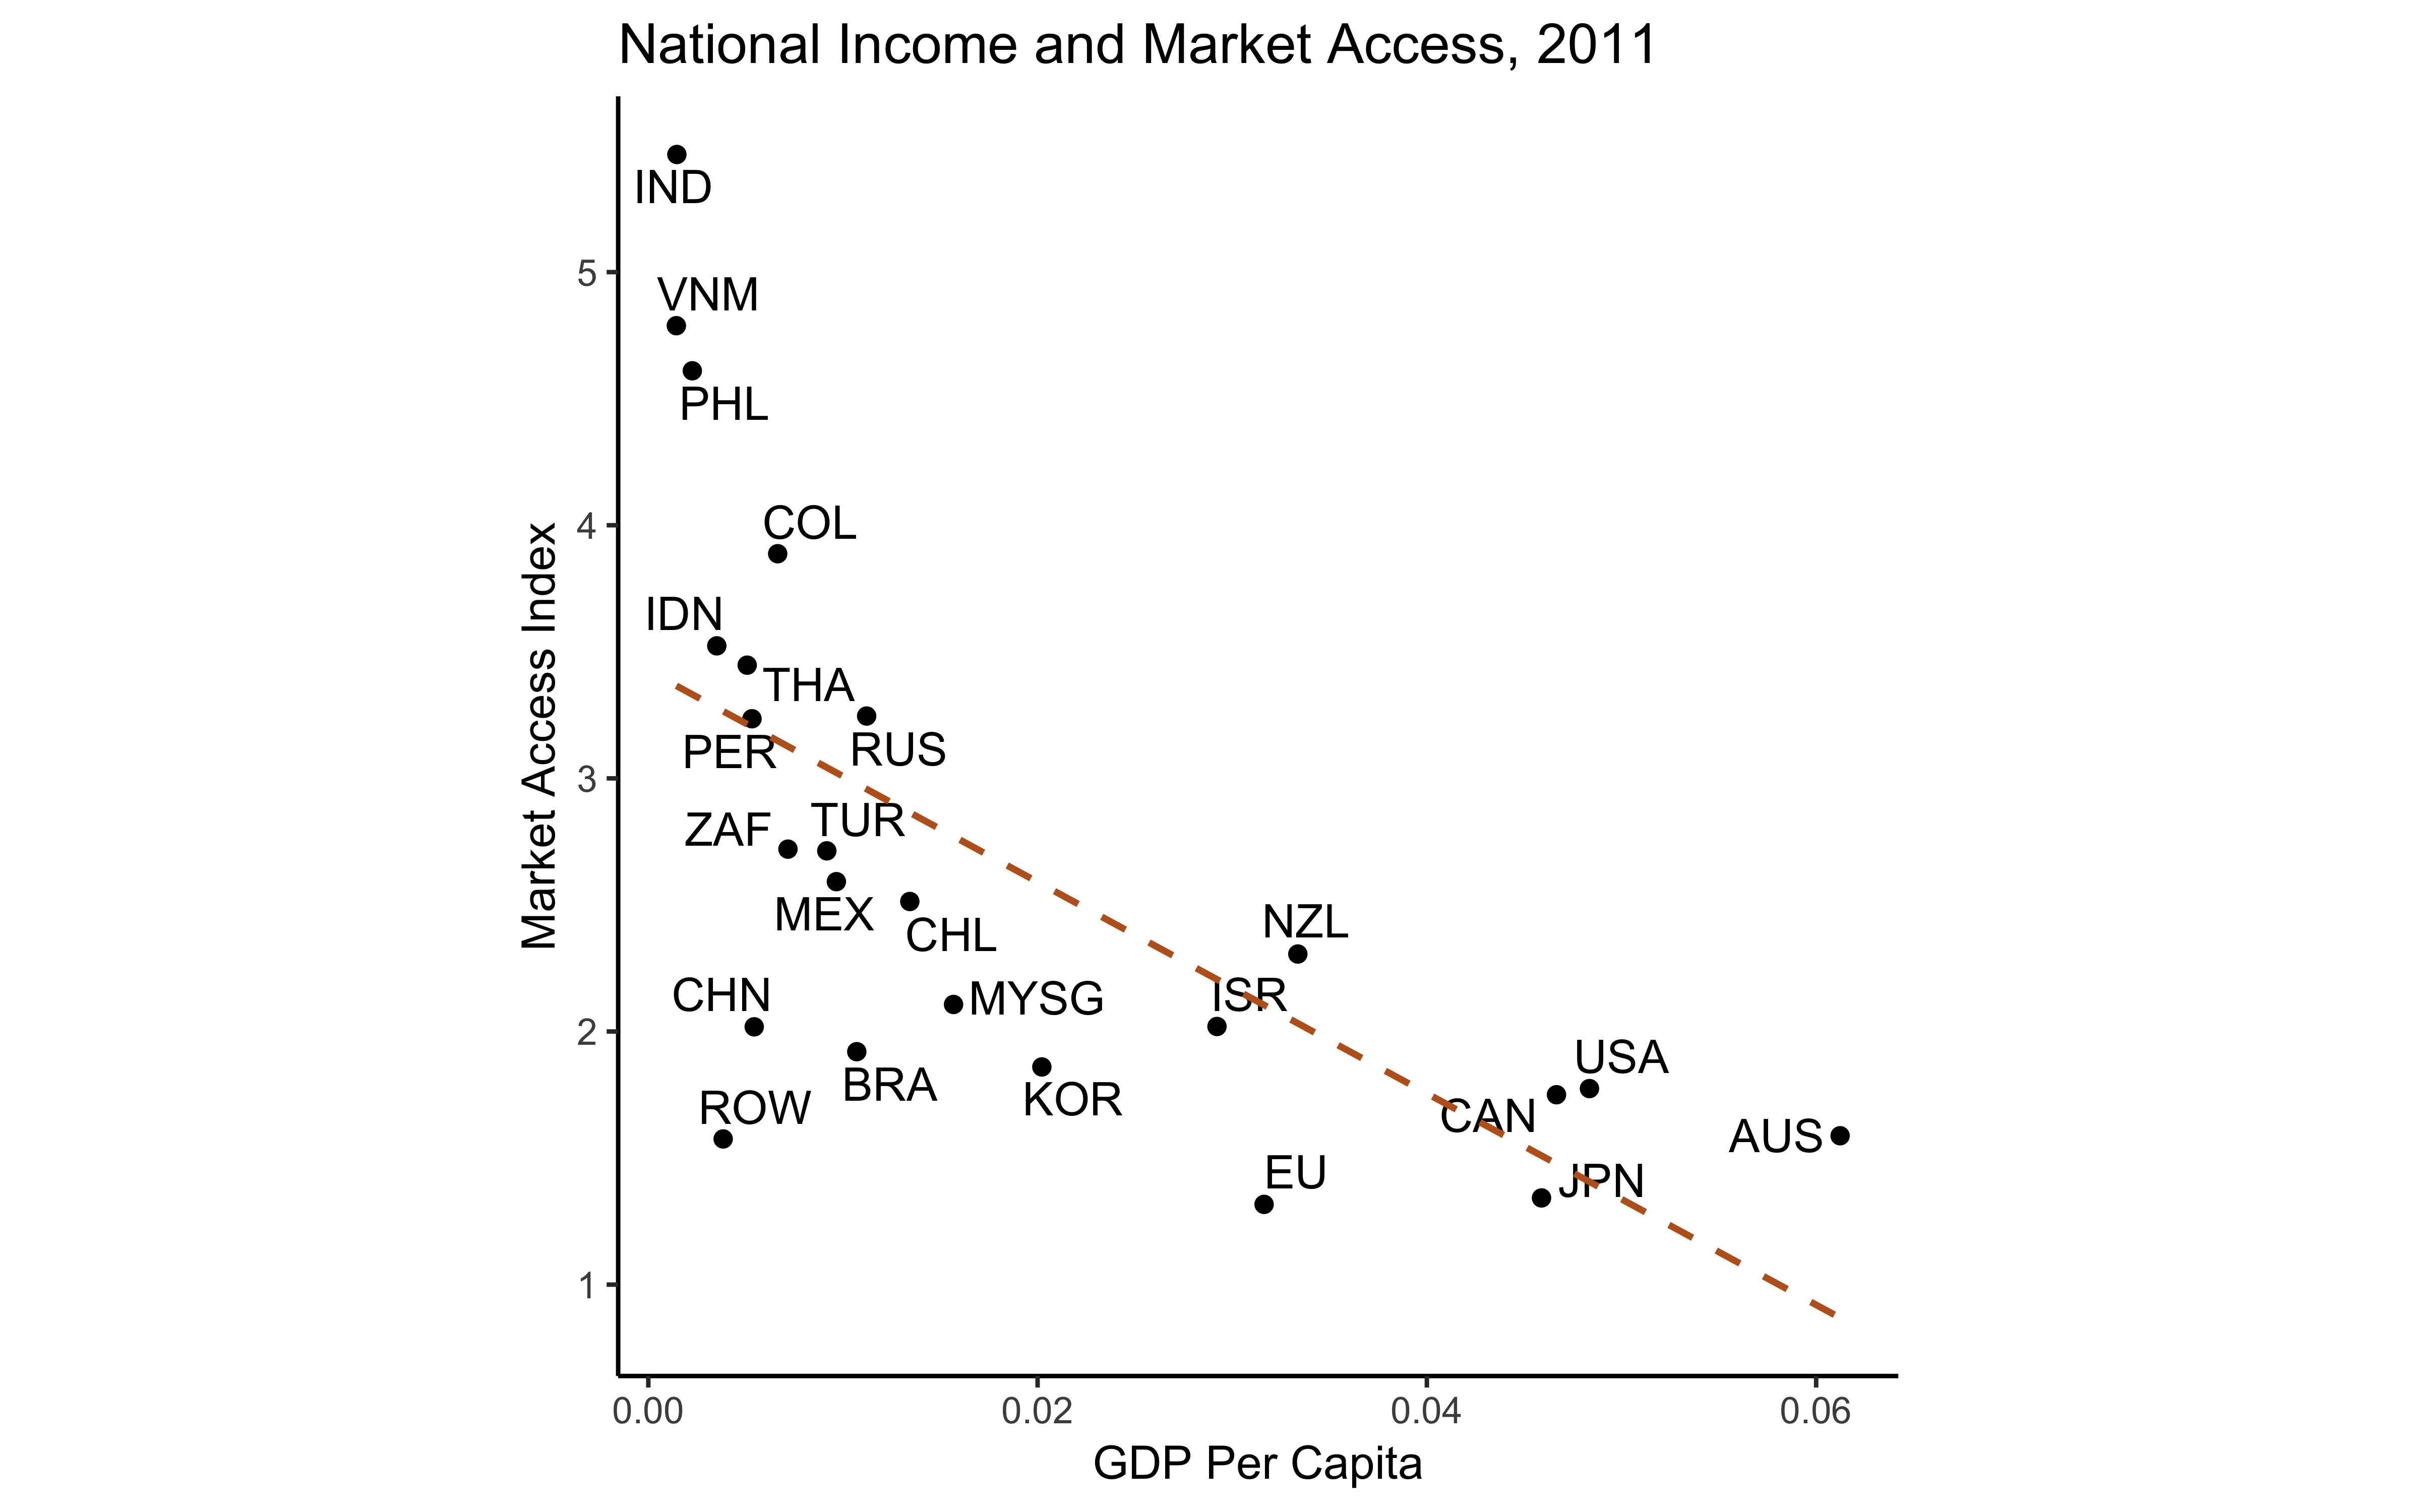 National Income and Market Access, 2011
IND
5
VNM
PHL
4
COL
IDN
THA
PER
RUS
3
ZAF
TUR
MEX
CHL
NZL
CHN
MYSG
ISR
2
BRA
KOR
USA
ROW
CAN
AUS
EU
JPN
1
Market Access Index
0.00 0.02 0.04 0.06
GDP Per Capita